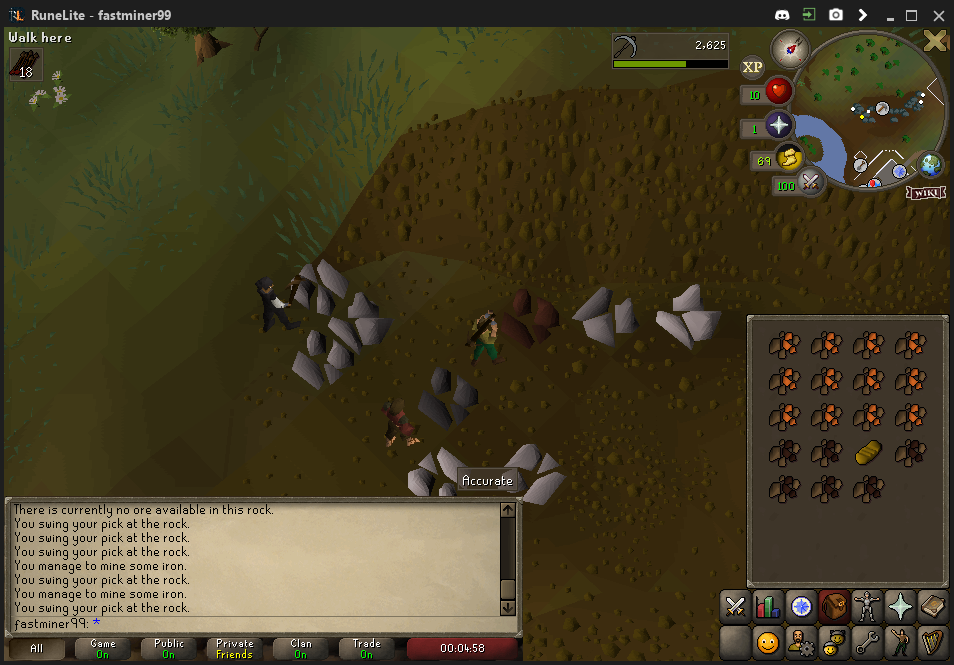 RuneLite - fastminer99
Walk here
18
2,625
XP
10
1
69
100
WIKI
Accurate
There is currently no ore available in this rock.
You swing your pick at the rock.
You swing your pick at the rock.
You swing your pick at the rock.
You manage to mine some iron.
You swing your pick at the rock.
You manage to mine some iron.
You swing your pick at the rock.
fastminer99: *
All
Game
On
Public
On
Private
Friends
Clan
On
Trade
On
00:04:58